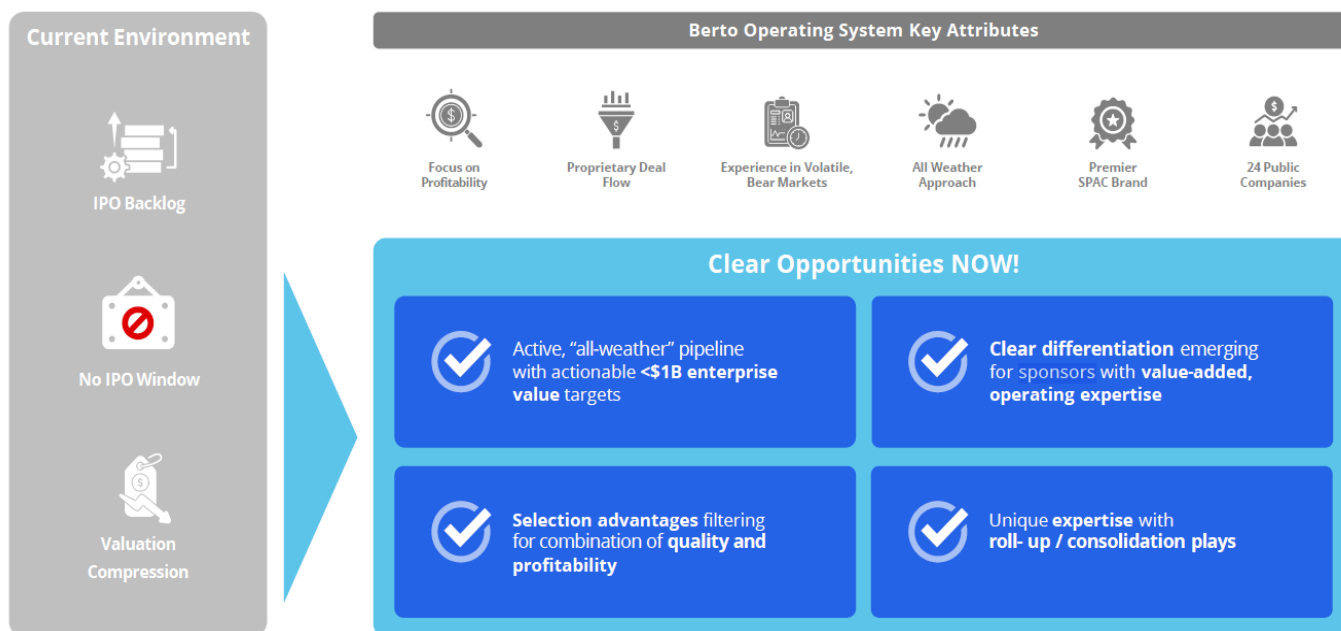 Current Environment
IPO Backlog
No IPO Window
Valuation
Compression
Berto Operating System Key Attributes
Focus on
Profitability
Proprietary Deal
Flow
Experience in Volatile,
Bear Markets
All Weather
Approach
Premier
SPAC Brand
24 Public
Companies
Clear Opportunities NOW!
Active, “all-weather” pipeline
with actionable <$1B enterprise
value targets
Clear differentiation emerging
for sponsors with value-added,
operating expertise
Selection advantages filtering
for combination of quality and
profitability
Unique expertise with
roll- up / consolidation plays